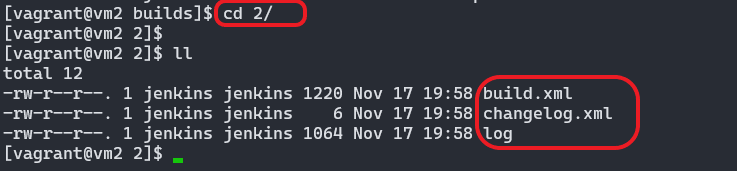 [vagrant@vm2 builds]$ cd 2/
[vagrant@vm2 2]$
[vagrant@vm2 2]$ ll
total 12
-rw-r--r--. 1 jenkins jenkins 1220 Nov 17 19:58 build.xml
-rw-r--r--. 1 jenkins jenkins    6 Nov 17 19:58 changelog.xml
-rw-r--r--. 1 jenkins jenkins 1064 Nov 17 19:58 log
[vagrant@vm2 2]$